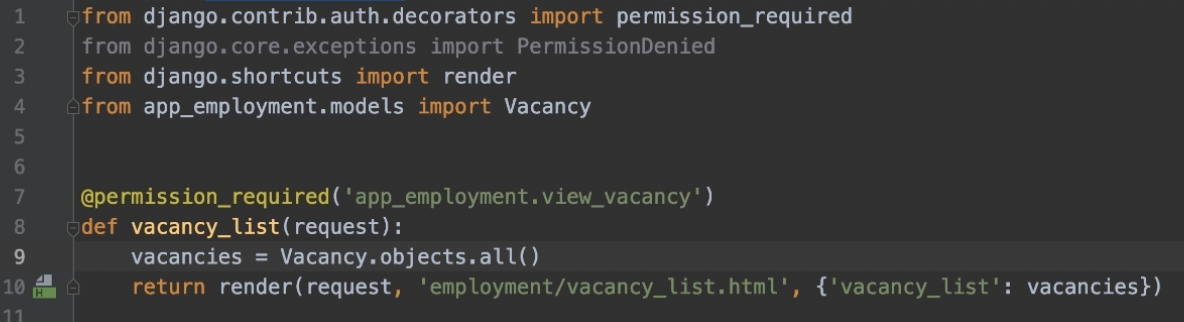 1 from django.contrib.auth.decorators import permission_required
2 from django.core.exceptions import PermissionDenied
3 from django.shortcuts import render
4 from app_employment.models import Vacancy
5
6
7 @permission_required('app_employment.view_vacancy')
8 def vacancy_list(request):
9     vacancies = Vacancy.objects.all()
10     return render(request, 'employment/vacancy_list.html', {'vacancy_list': vacancies})
11